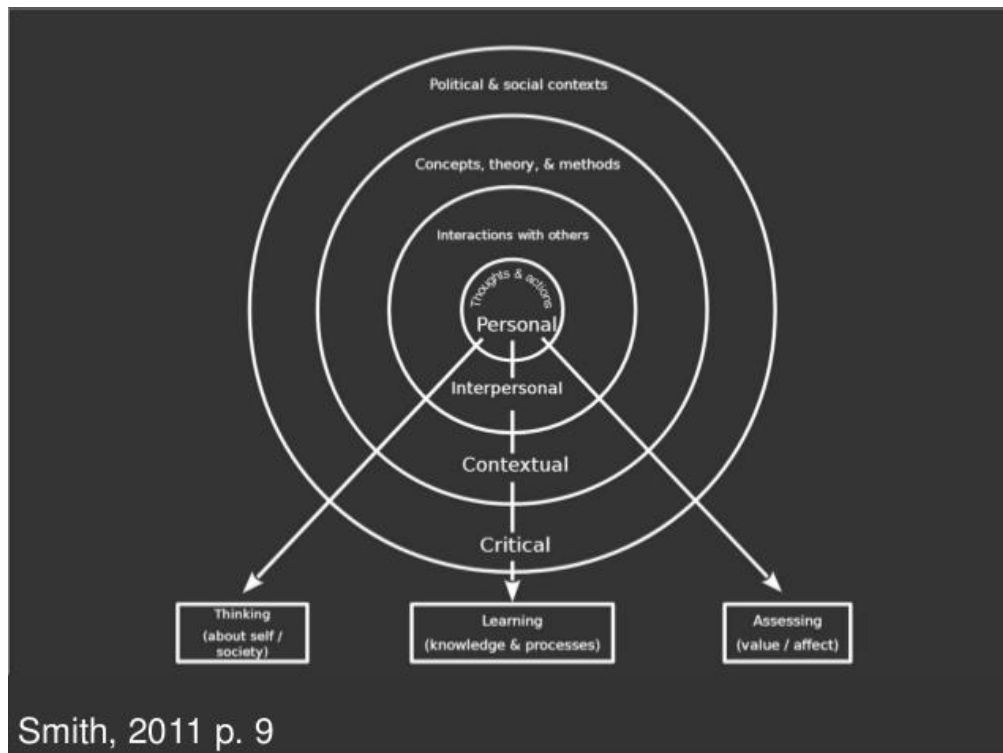 Political & social contexts
Concepts, theory, & methods
Interactions with others
Thoughts & actions
Personal
Interpersonal
Contextual
Critical
Thinking
(about self /
society)
Learning
(knowledge & processes)
Assessing
(value / affect)
Smith, 2011 p. 9